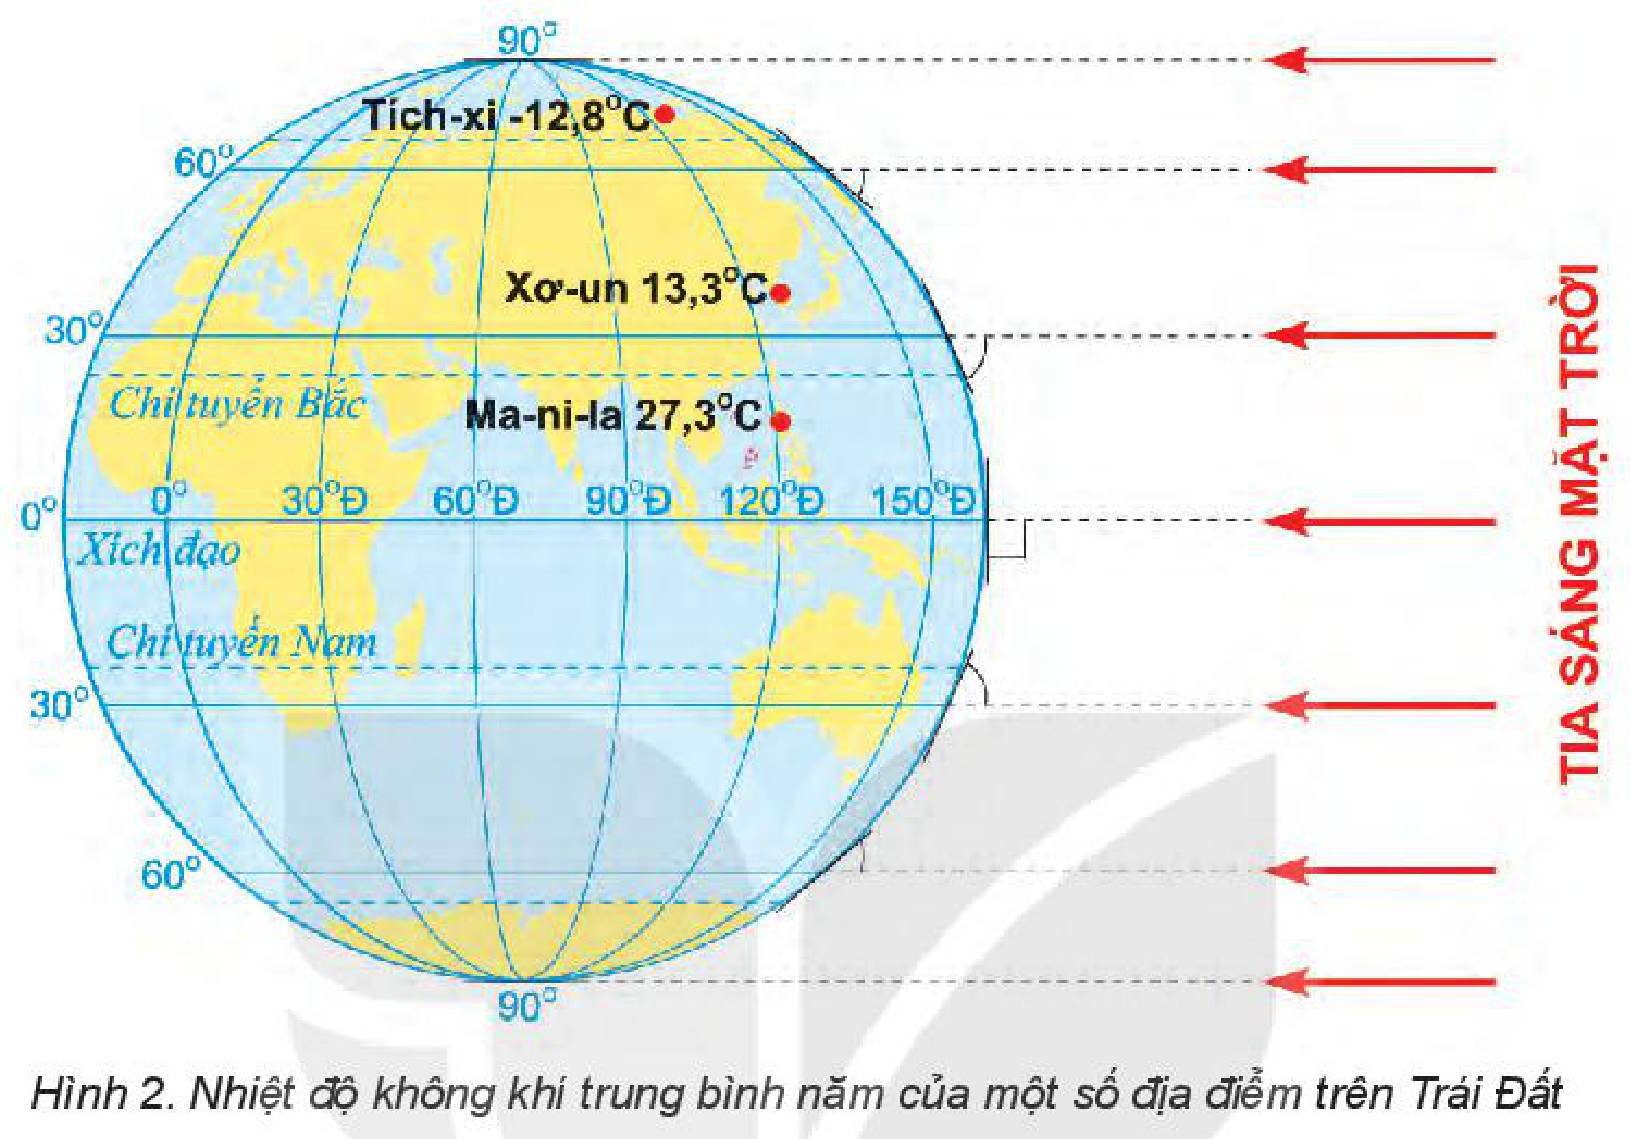 90°
Tích-xi -12,8°C
60°
Xơ-un 13,3°C
30°
Chí tuyến Bắc
Ma-ni-la 27,3°C
0° 30°Đ 60°Đ 90°Đ 120°Đ 150°Đ
0°
Xích đạo
Chí tuyến Nam
30°
60°
90°
TIA SÁNG MẶT TRỜI
Hình 2. Nhiệt độ không khí trung bình năm của một số địa điểm trên Trái Đất